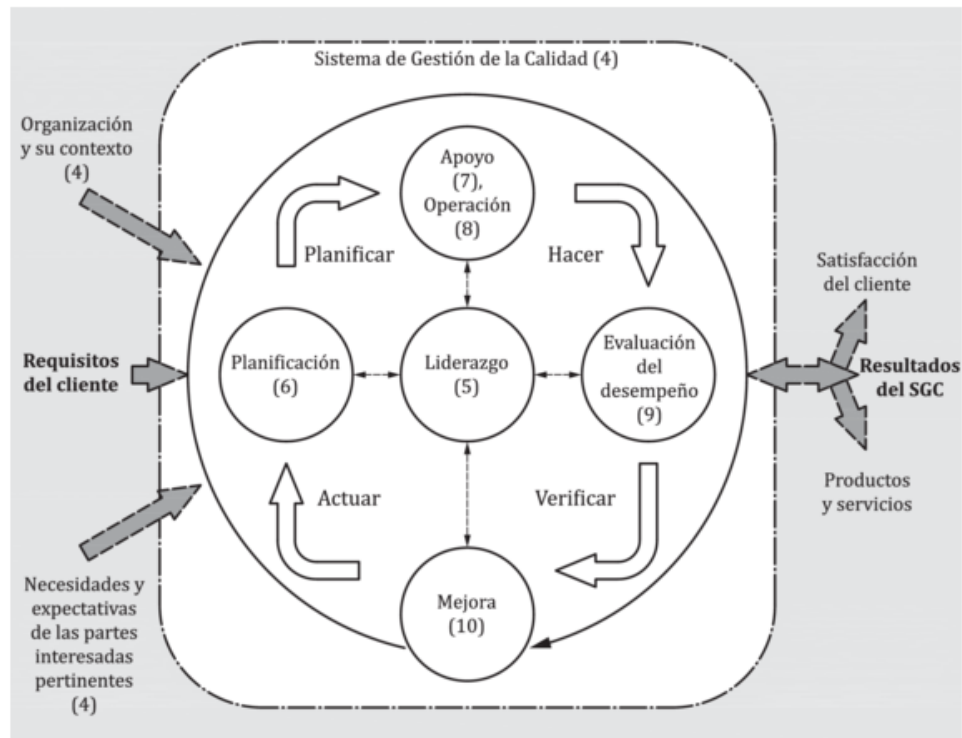 Sistema de Gestión de la Calidad (4)
Organización
y su contexto
(4)
Apoyo
(7),
Operación
(8)
Planificar
Hacer
Satisfacción
del cliente
Requisitos
del cliente
Planificación
(6)
Liderazgo
(5)
Evaluación
del
desempeño
(9)
Resultados
del SGC
Actuar
Verificar
Productos
y servicios
Necesidades y
expectativas
de las partes
interesadas
pertinentes
(4)
Mejora
(10)